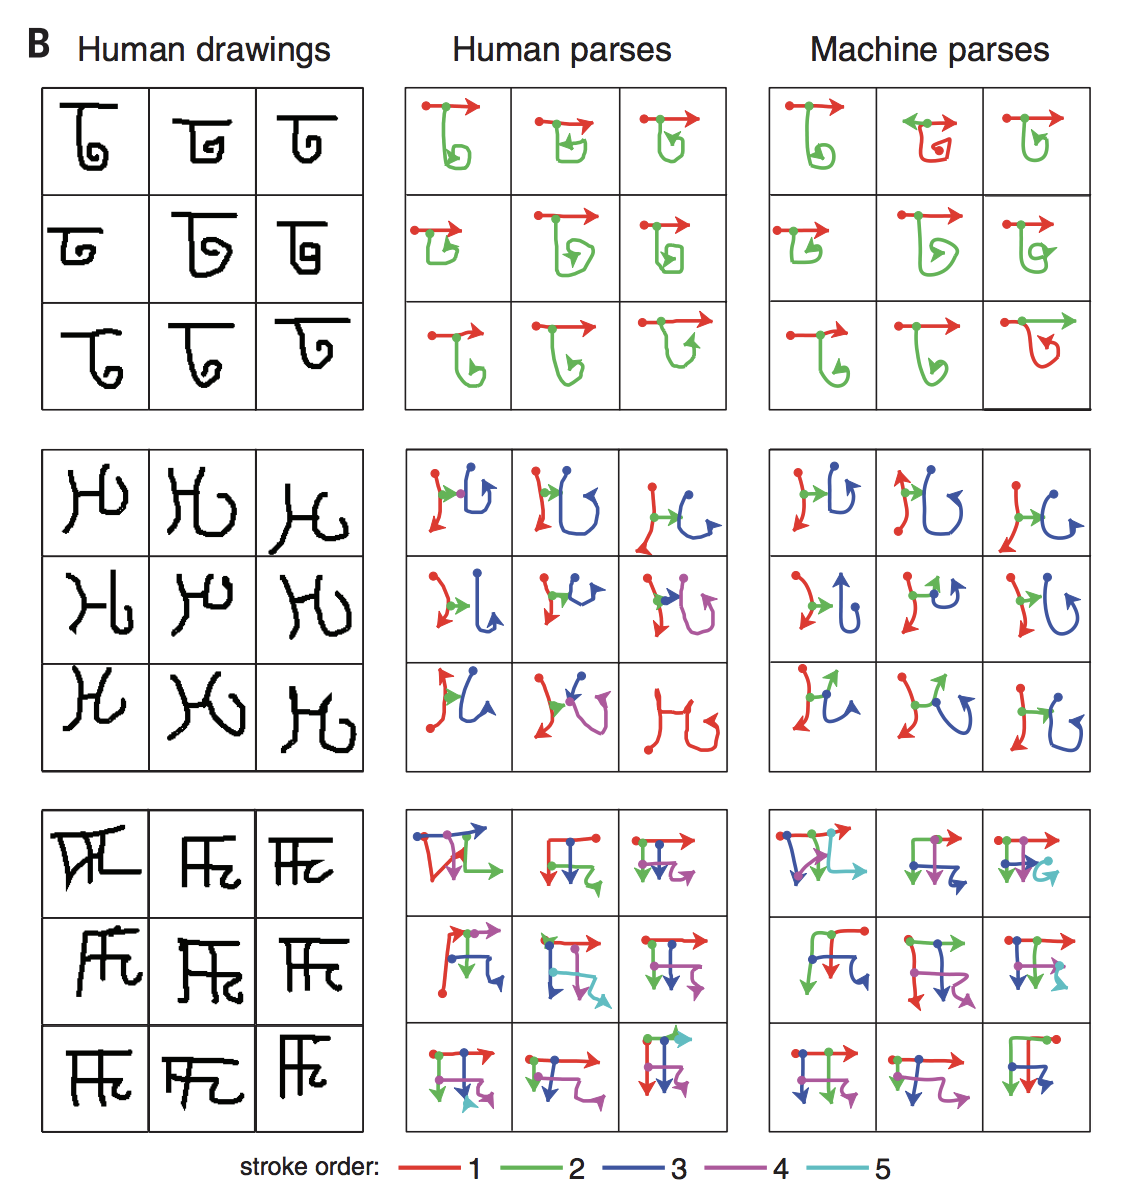 B Human drawings Human parses Machine parses
stroke order: 1 2 3 4 5